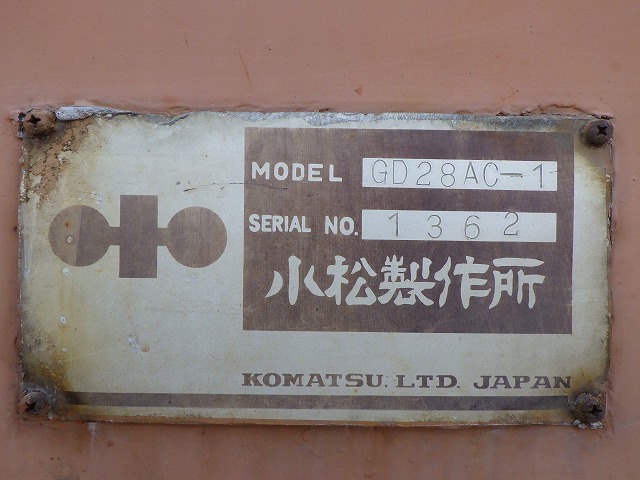 MODEL GD28AC-1
SERIAL NO. 1362
小松製作所
KOMATSU. LTD. JAPAN